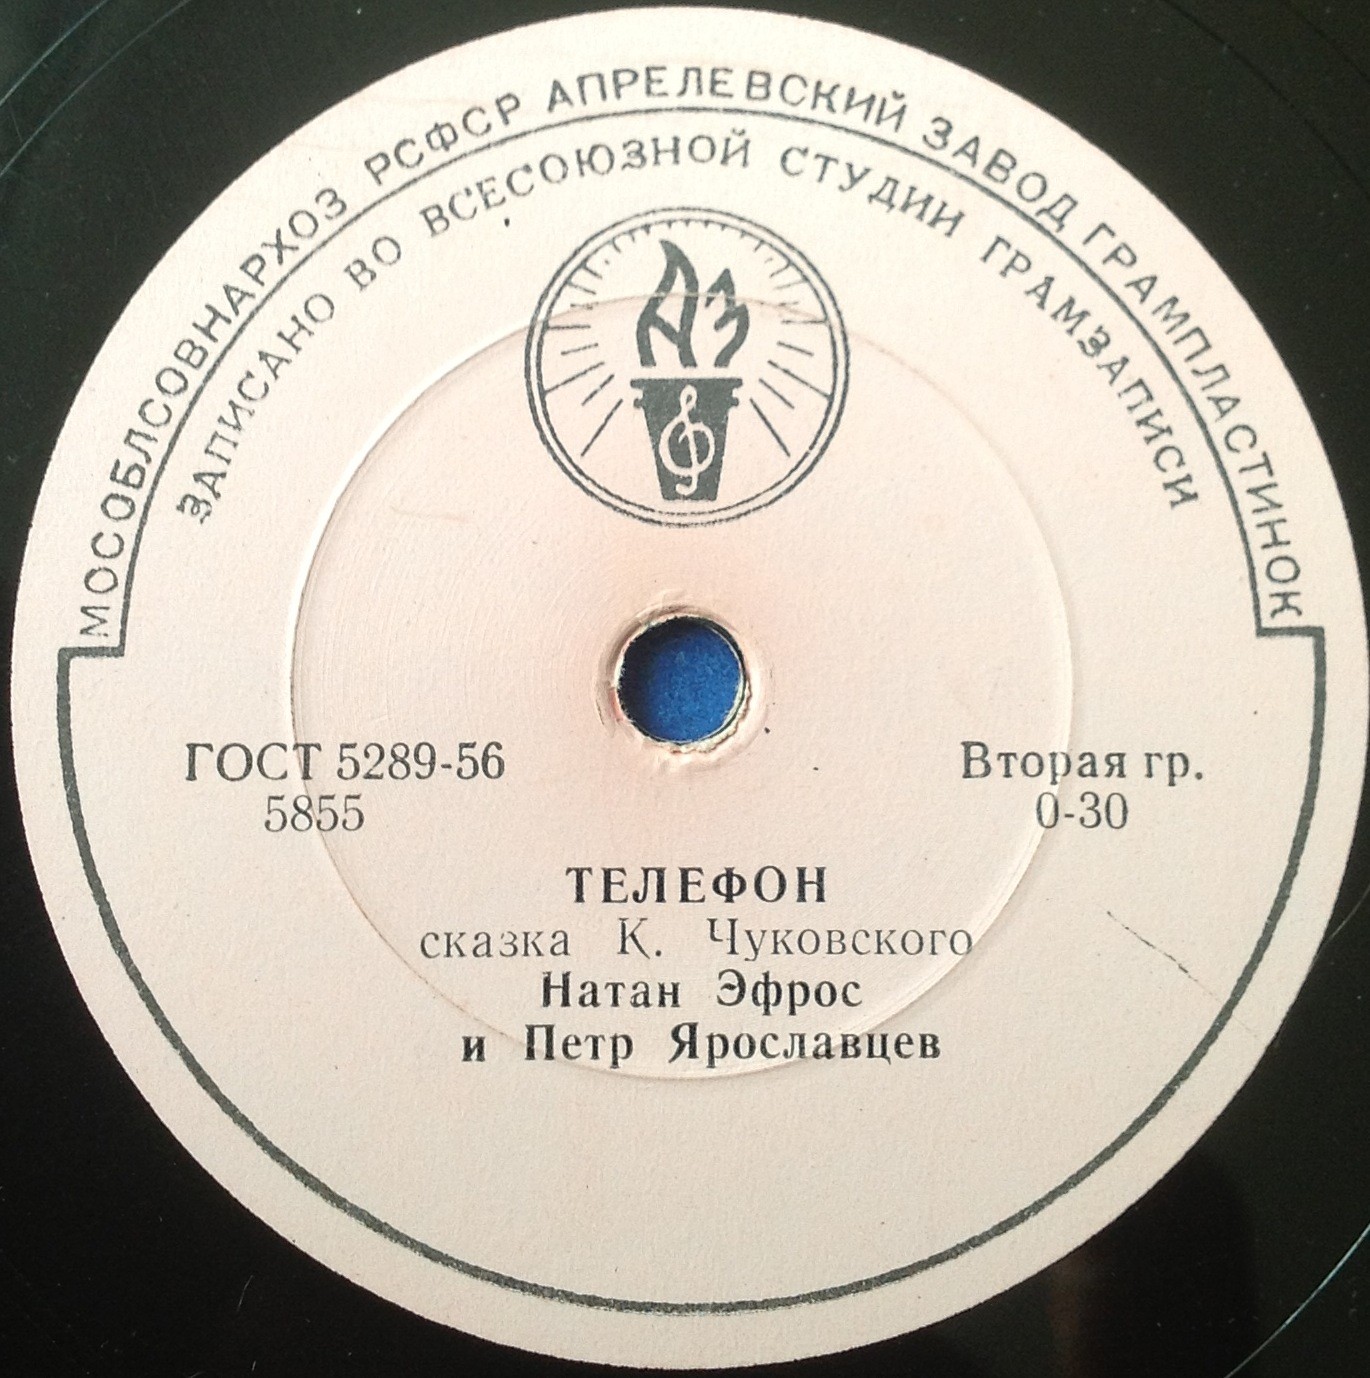 МОСОБЛСОВНАРХОЗ РСФСР АПРЕЛЕВСКИЙ ЗАВОД ГРАМПЛАСТИНОК
ЗАПИСАНО ВО ВСЕСОЮЗНОЙ СТУДИИ ГРАМЗАПИСИ
АЗ
ГОСТ 5289-56
5855
Вторая гр.
0-30
ТЕЛЕФОН
сказка К. Чуковского
Натан Эфрос
и Петр Ярославцев